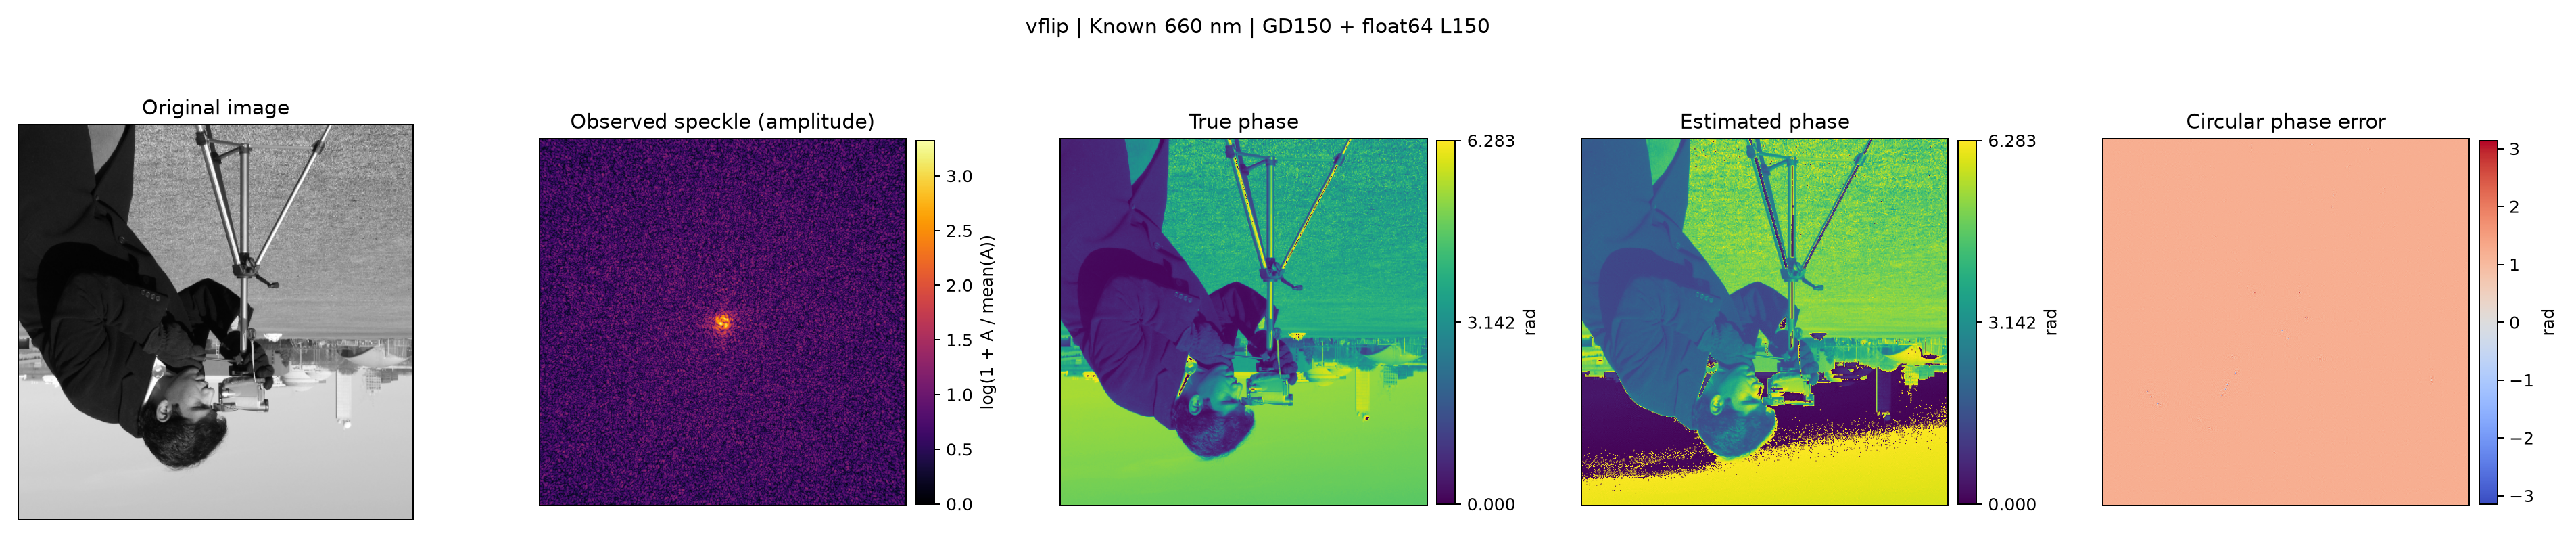 vflip | Known 660 nm | GD150 + float64 L150
Original image
Observed speckle (amplitude)
3.0
2.5
2.0
1.5
1.0
0.5
0.0
log(1 + A / mean(A))
True phase
6.283
3.142
0.000
rad
Estimated phase
6.283
3.142
0.000
rad
Circular phase error
3
2
1
0
−1
−2
−3
rad